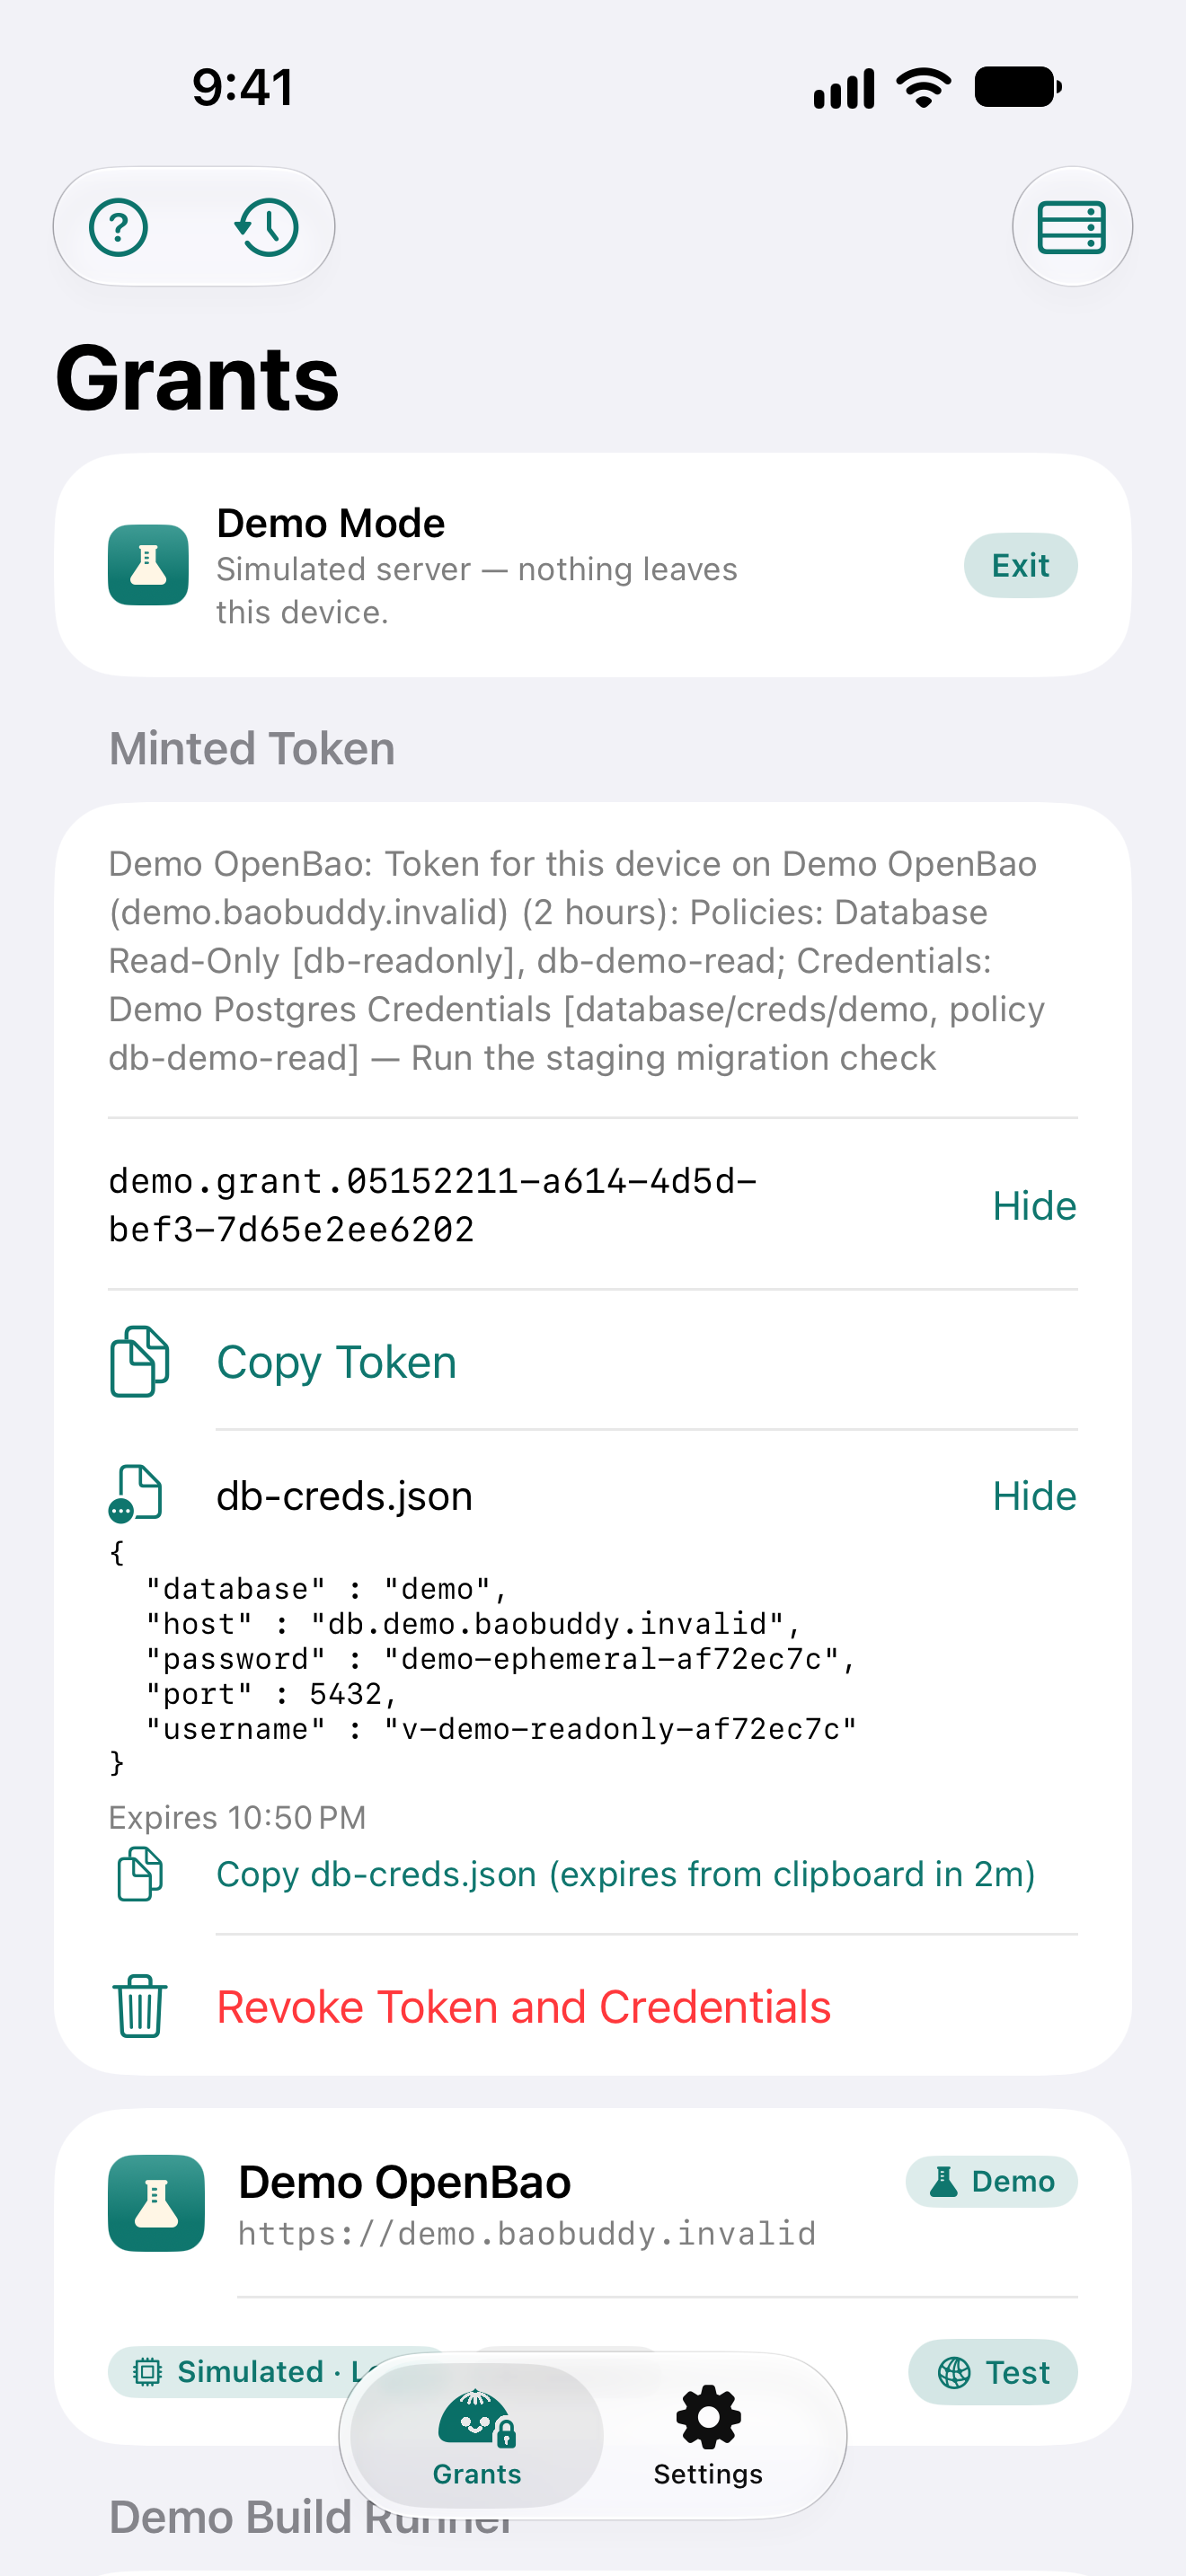 9:41
Grants
Demo Mode
Simulated server — nothing leaves
this device.
Exit
Minted Token
Demo OpenBao: Token for this device on Demo OpenBao
(demo.baobuddy.invalid) (2 hours): Policies: Database
Read-Only [db-readonly], db-demo-read; Credentials:
Demo Postgres Credentials [database/creds/demo, policy
db-demo-read] — Run the staging migration check
demo.grant.05152211-a614-4d5d-
bef3-7d65e2ee6202
Hide
Copy Token
db-creds.json
Hide
{
"database" : "demo",
"host" : "db.demo.baobuddy.invalid",
"password" : "demo-ephemeral-af72ec7c",
"port" : 5432,
"username" : "v-demo-readonly-af72ec7c"
}
Expires 10:50 PM
Copy db-creds.json (expires from clipboard in 2m)
Revoke Token and Credentials
Demo OpenBao
Demo
https://demo.baobuddy.invalid
Simulated ·
Test
Grants
Settings
Demo Build Runner